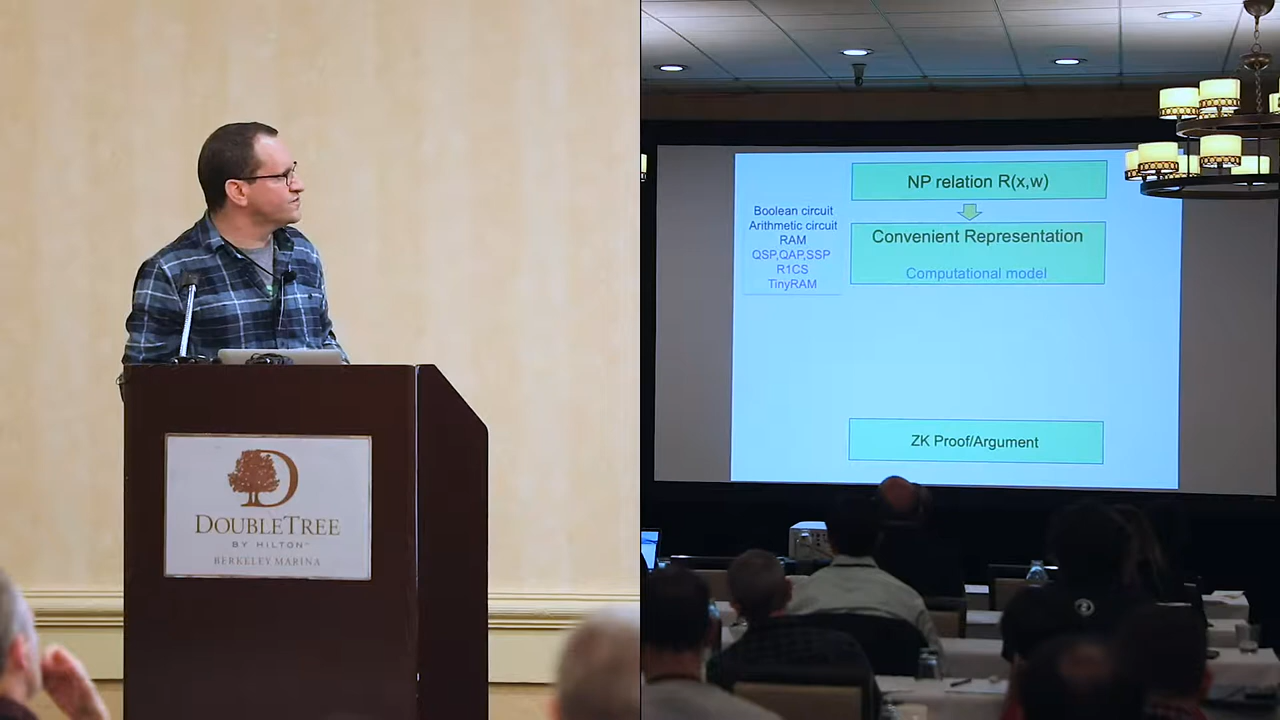 DOUBLETREE
BY HILTON™
BERKELEY MARINA
NP relation R(x,w)
Boolean circuit
Arithmetic circuit
RAM
QSP,QAP,SSP
R1CS
TinyRAM
Convenient Representation
Computational model
ZK Proof/Argument